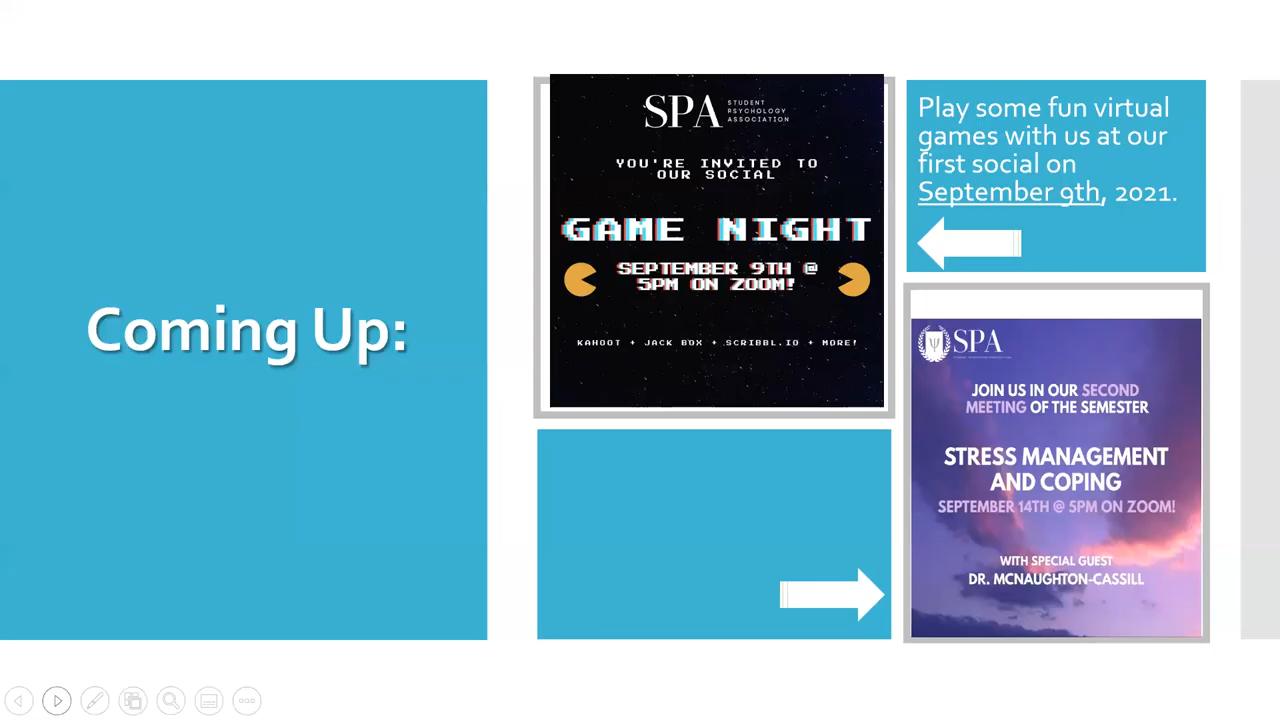 Coming Up:
SPA
STUDENT
PSYCHOLOGY
ASSOCIATION
YOU'RE INVITED TO
OUR SOCIAL
GAME NIGHT
SEPTEMBER 9TH @
5PM ON ZOOM!
KAHOOT + JACK BOX + SCRIBBL.IO + MORE!
Play some fun virtual
games with us at our
first social on
September 9th, 2021.
SPA
JOIN US IN OUR SECOND
MEETING OF THE SEMESTER
STRESS MANAGEMENT
AND COPING
SEPTEMBER 14TH @ 5PM ON ZOOM!
WITH SPECIAL GUEST
DR. MCNAUGHTON-CASSILL